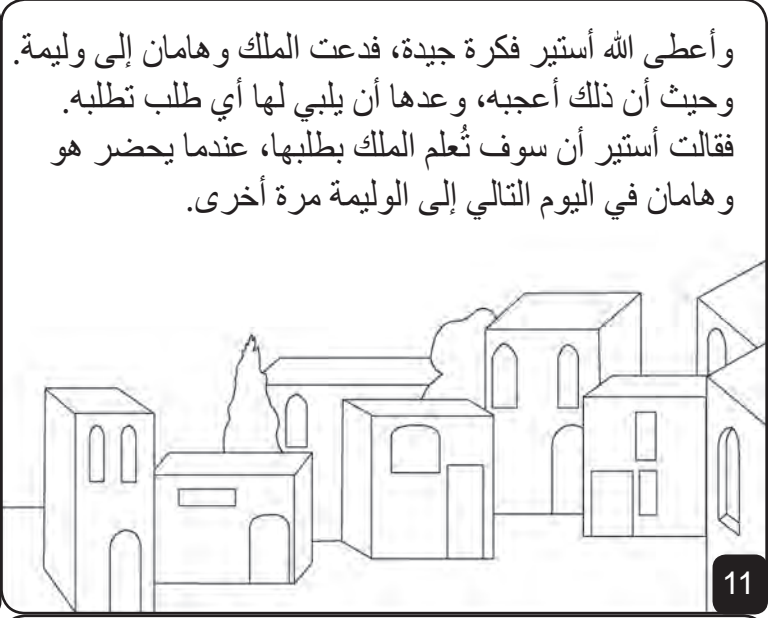 وأعطى الله أستير فكرة جيدة، فدعت الملك وهامان إلى وليمة.
وحيث أن ذلك أعجبه، وعدها أن يلبي لها أي طلب تطلبه.
فقالت أستير أن سوف تُعلم الملك بطلبها، عندما يحضر هو
وهامان في اليوم التالي إلى الوليمة مرة أخرى.
11